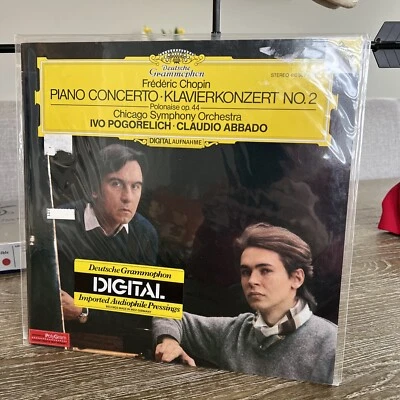 Deutsche
Grammophon
STEREO
Frédéric Chopin
PIANO CONCERTO · KLAVIERKONZERT NO. 2
Polonaise op. 44
Chicago Symphony Orchestra
IVO POGORELICH · CLAUDIO ABBADO
DIGITAL AUFNAHME
Deutsche Grammophon
DIGITAL
Imported Audiophile Pressings
PolyGram